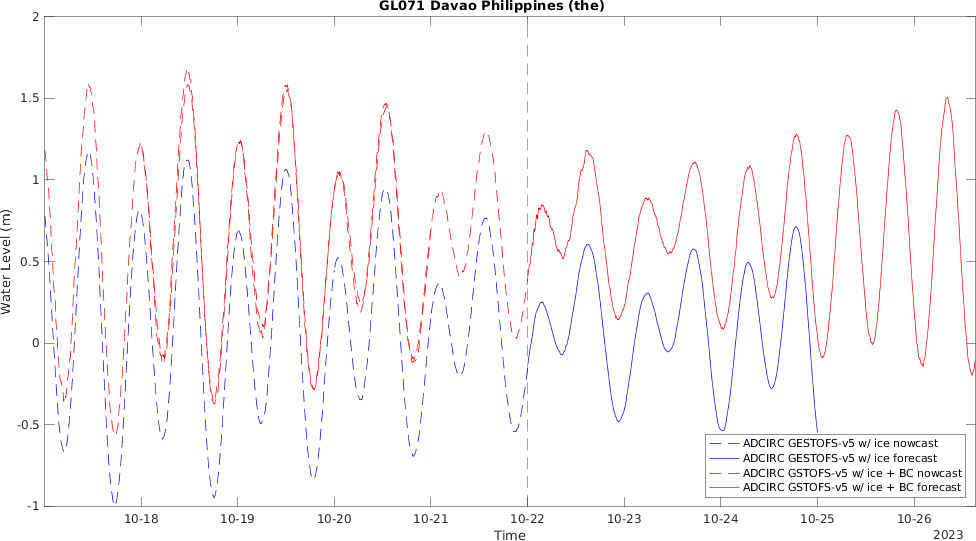 GL071 Davao Philippines (the)
2
1.5
1
0.5
0
-0.5
-1
Water Level (m)
10-18 10-19 10-20 10-21 10-22 10-23 10-24 10-25 10-26
Time
2023
ADCIRC GESTOFS-v5 w/ ice nowcast
ADCIRC GESTOFS-v5 w/ ice forecast
ADCIRC GSTOFS-v5 w/ ice + BC nowcast
ADCIRC GSTOFS-v5 w/ ice + BC forecast